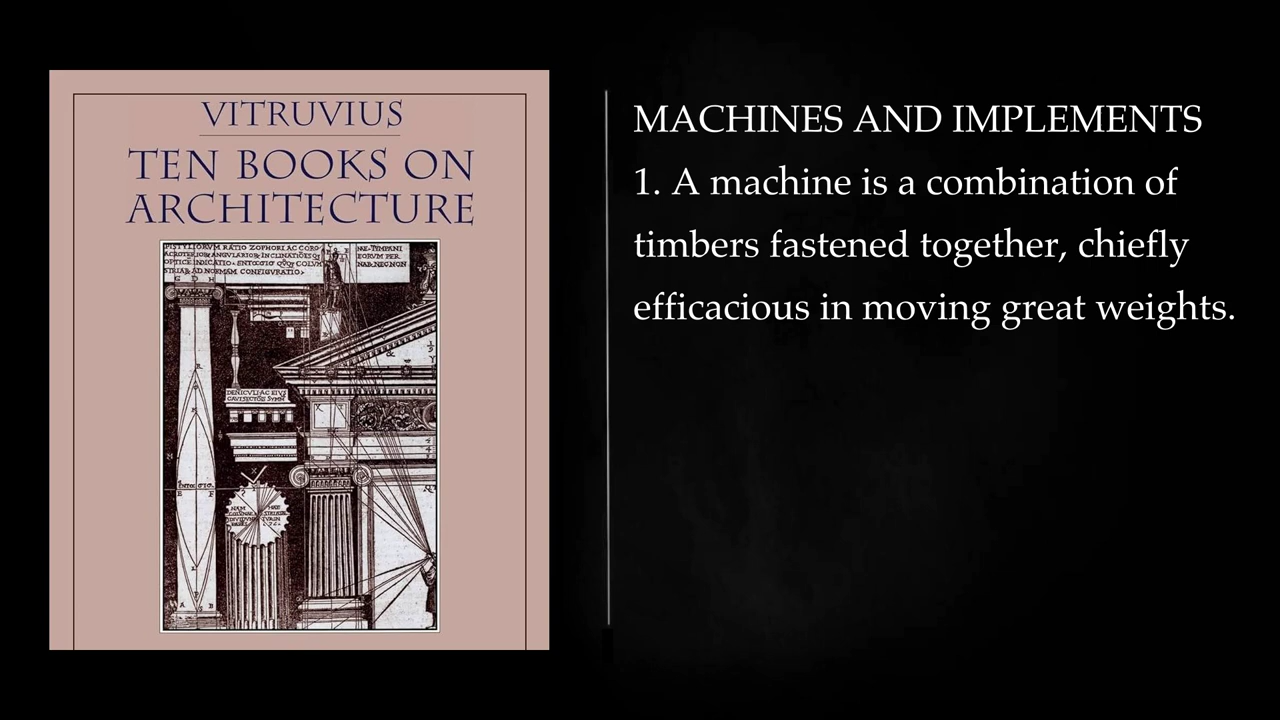 VITRUVIUS
TEN BOOKS ON
ARCHITECTURE
MACHINES AND IMPLEMENTS
1. A machine is a combination of
timbers fastened together, chiefly
efficacious in moving great weights.